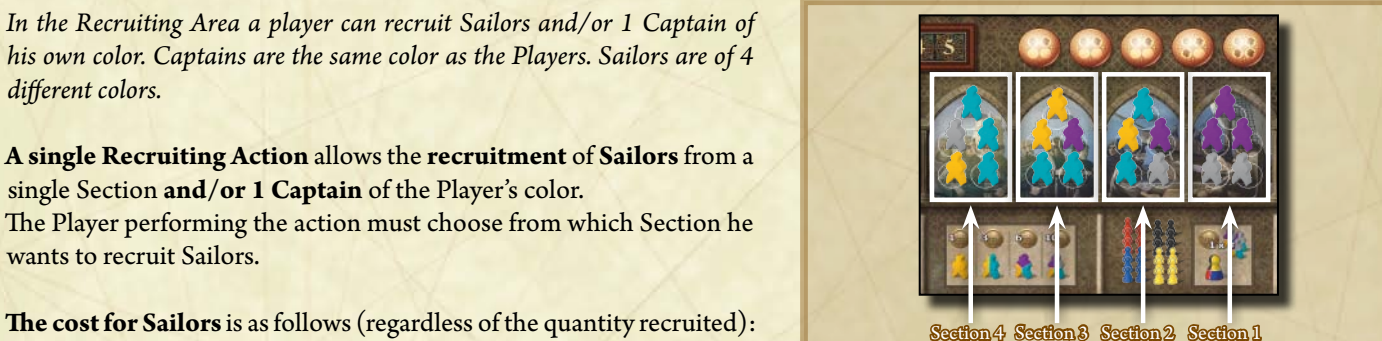 In the Recruiting Area a player can recruit Sailors and/or 1 Captain of
his own color. Captains are the same color as the Players. Sailors are of 4
different colors.
A single Recruiting Action allows the recruitment of Sailors from a
single Section and/or 1 Captain of the Player's color.
The Player performing the action must choose from which Section he
wants to recruit Sailors.
The cost for Sailors is as follows (regardless of the quantity recruited):
5
6
Section 4 Section 3 Section 2 Section 1